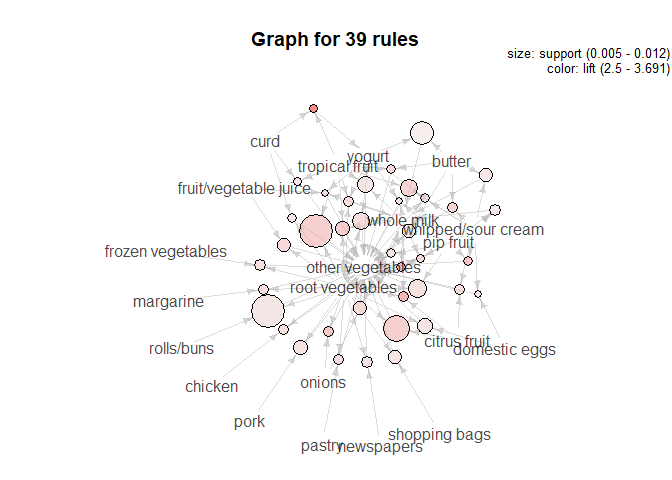 Graph for 39 rules
size: support (0.005 - 0.012)
color: lift (2.5 - 3.691)
curd
yogurt
tropical fruit
butter
fruit/vegetable juice
whole milk
whipped/sour cream
pip fruit
frozen vegetables
other vegetables
root vegetables
margarine
citrus fruit
rolls/buns
domestic eggs
chicken
onions
pork
shopping bags
pastry
newspapers